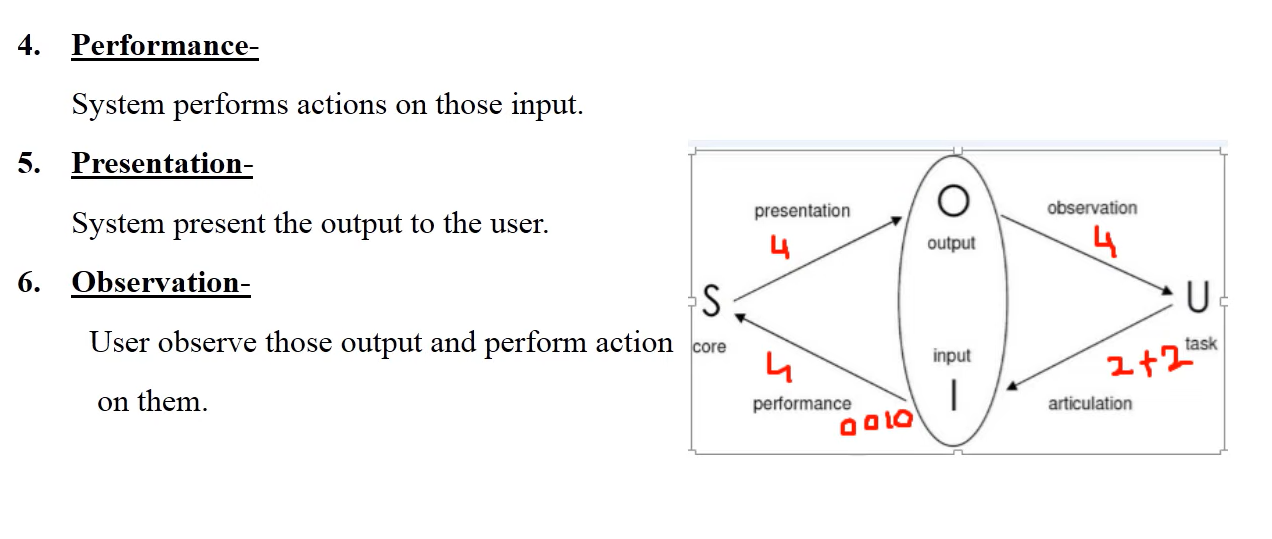 4. Performance-
System performs actions on those input.
5. Presentation-
System present the output to the user.
6. Observation-
User observe those output and perform action
on them.
presentation
4
O
output
observation
4
S
core
U
task
input
I
4
performance
0010
2+2
articulation